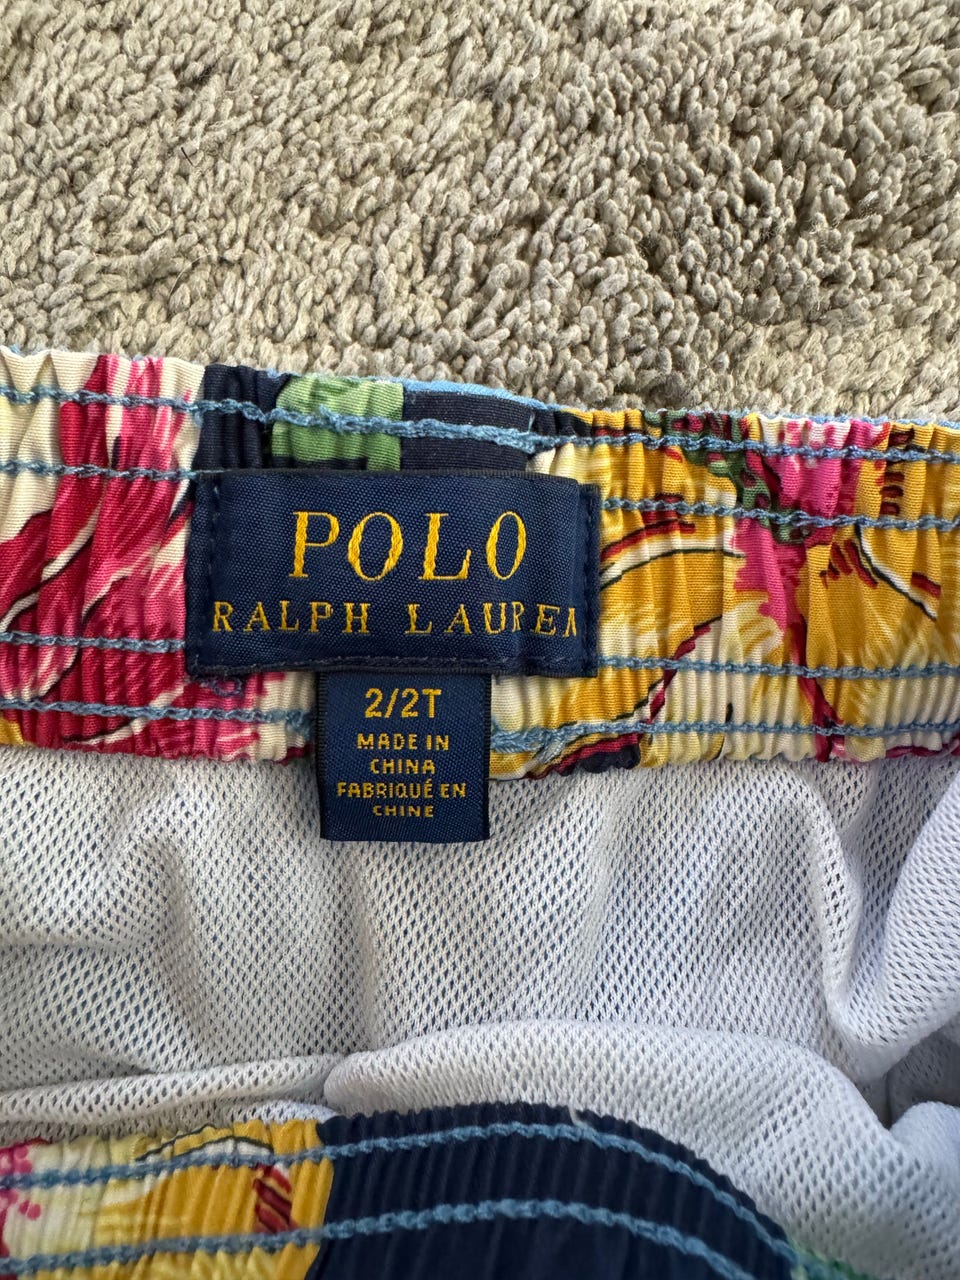 POLO
RALPH LAUREN
2/2T
MADE IN
CHINA
FABRIQUÉ EN
CHINE